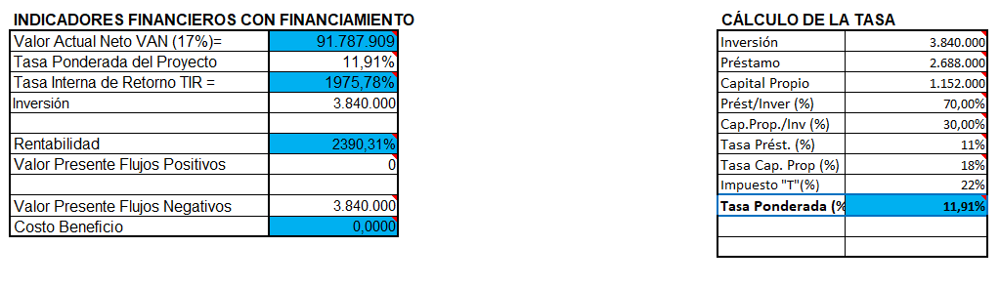 INDICADORES FINANCIEROS CON FINANCIAMIENTO
Valor Actual Neto VAN (17%)= 91.787.909
Tasa Ponderada del Proyecto 11,91%
Tasa Interna de Retorno TIR = 1975,78%
Inversión 3.840.000
Rentabilidad 2390,31%
Valor Presente Flujos Positivos 0
Valor Presente Flujos Negativos 3.840.000
Costo Beneficio 0,0000
CÁLCULO DE LA TASA
Inversión 3.840.000
Préstamo 2.688.000
Capital Propio 1.152.000
Prést/Inver (%) 70,00%
Cap.Prop./Inv (%) 30,00%
Tasa Prést. (%) 11%
Tasa Cap. Prop (%) 18%
Impuesto "T"(%) 22%
Tasa Ponderada (% 11,91%